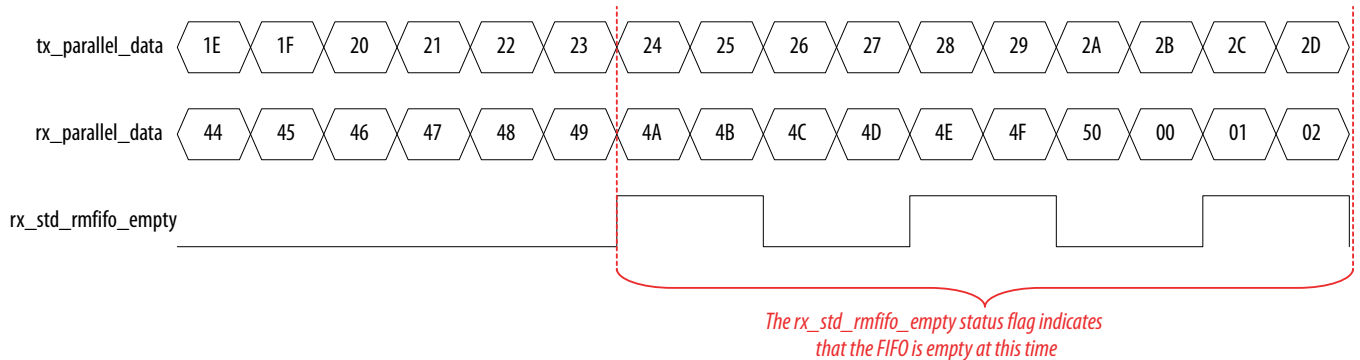 tx_parallel_data 1E 1F 20 21 22 23 24 25 26 27 28 29 2A 2B 2C 2D
rx_parallel_data 44 45 46 47 48 49 4A 4B 4C 4D 4E 4F 50 00 01 02
rx_std_rmfifo_empty
The rx_std_rmfifo_empty status flag indicates
that the FIFO is empty at this time